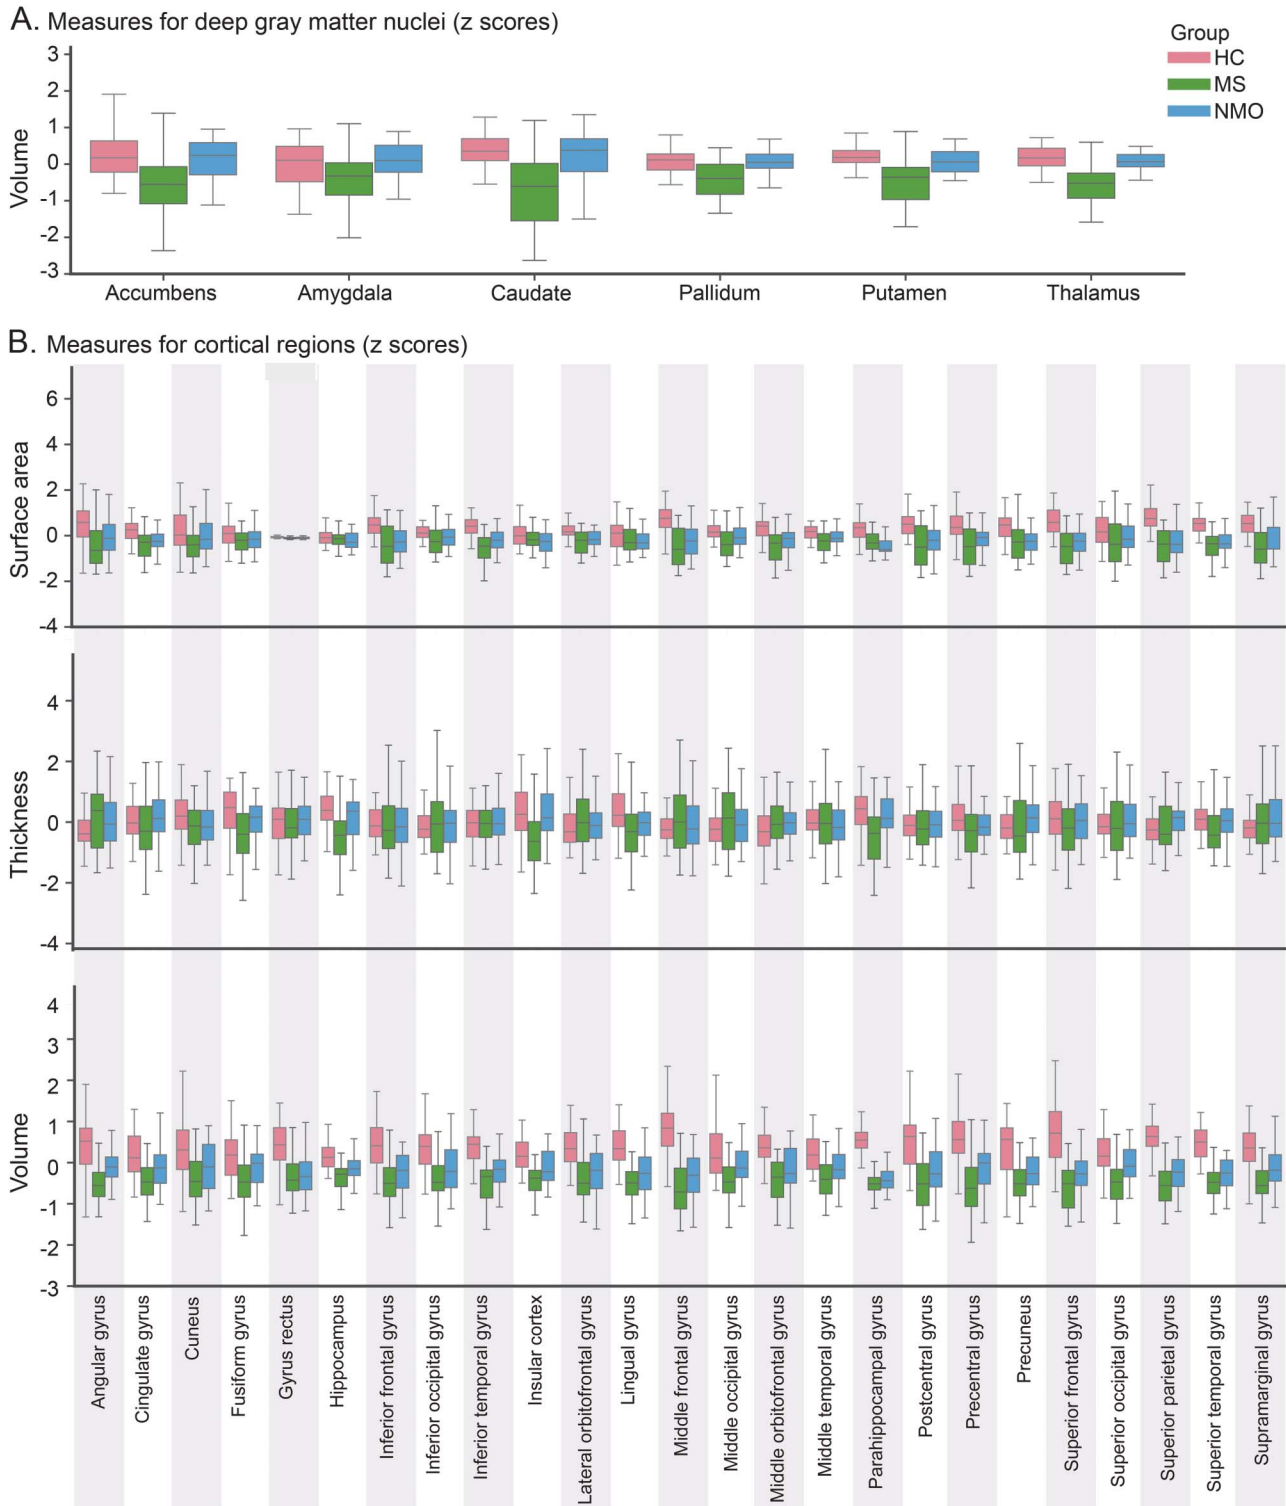 A. Measures for deep gray matter nuclei (z scores)
Group
HC
MS
NMO
Volume
3
2
1
0
-1
-2
-3
Accumbens Amygdala Caudate Pallidum Putamen Thalamus
B. Measures for cortical regions (z scores)
Surface area
6
4
2
0
-2
-4
Thickness
4
2
0
-2
-4
Volume
4
3
2
1
0
-1
-2
-3
Angular gyrus
Cingulate gyrus
Cuneus
Fusiform gyrus
Gyrus rectus
Hippocampus
Inferior frontal gyrus
Inferior occipital gyrus
Inferior temporal gyrus
Insular cortex
Lateral orbitofrontal gyrus
Lingual gyrus
Middle frontal gyrus
Middle occipital gyrus
Middle orbitofrontal gyrus
Middle temporal gyrus
Parahippocampal gyrus
Postcentral gyrus
Precentral gyrus
Precuneus
Superior frontal gyrus
Superior occipital gyrus
Superior parietal gyrus
Superior temporal gyrus
Supramarginal gyrus